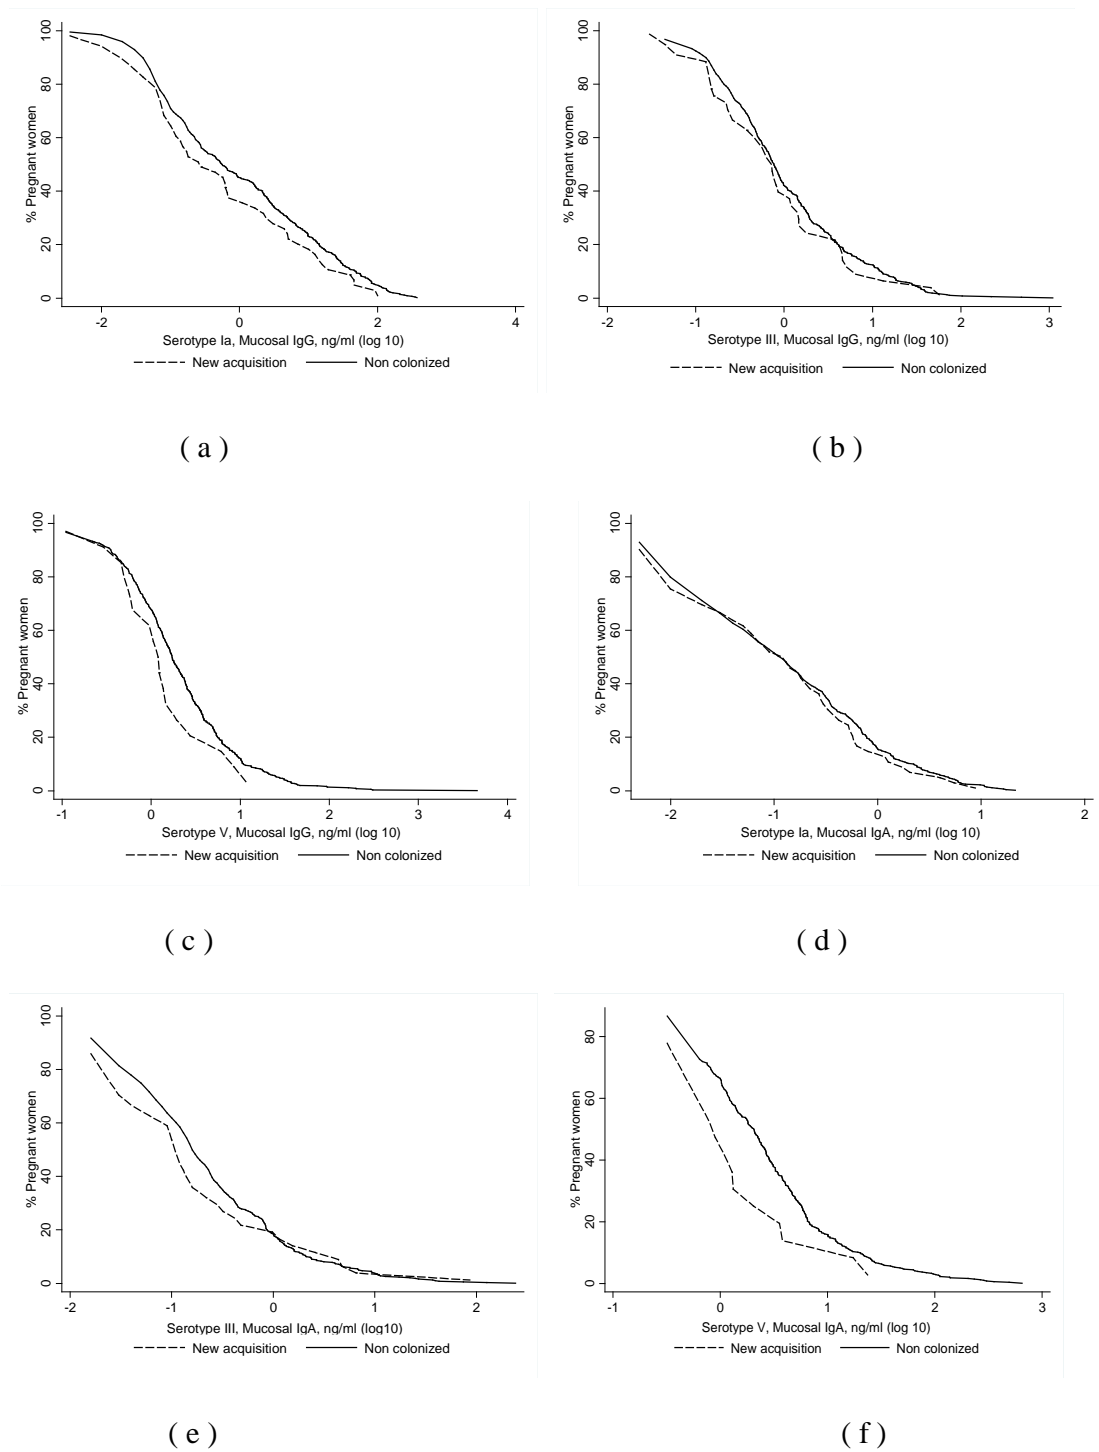 100
80
60
40
20
0
% Pregnant women
-2 0 2 4
Serotype Ia, Mucosal IgG, ng/ml (log 10)
New acquisition Non colonized
( a )
100
80
60
40
20
0
% Pregnant women
-2 -1 0 1 2 3
Serotype III, Mucosal IgG, ng/ml (log 10)
New acquisition Non colonized
( b )
100
80
60
40
20
0
% Pregnant women
-1 0 1 2 3 4
Serotype V, Mucosal IgG, ng/ml (log 10)
New acquisition Non colonized
( c )
100
80
60
40
20
0
% Pregnant women
-2 -1 0 1 2
Serotype Ia, Mucosal IgA, ng/ml (log 10)
New acquisition Non colonized
( d )
100
80
60
40
20
0
% Pregnant women
-2 -1 0 1 2
Serotype III, Mucosal IgA, ng/ml (log10)
New acquisition Non colonized
( e )
80
60
40
20
0
% Pregnant women
-1 0 1 2 3
Serotype V, Mucosal IgA, ng/ml (log 10)
New acquisition Non colonized
( f )